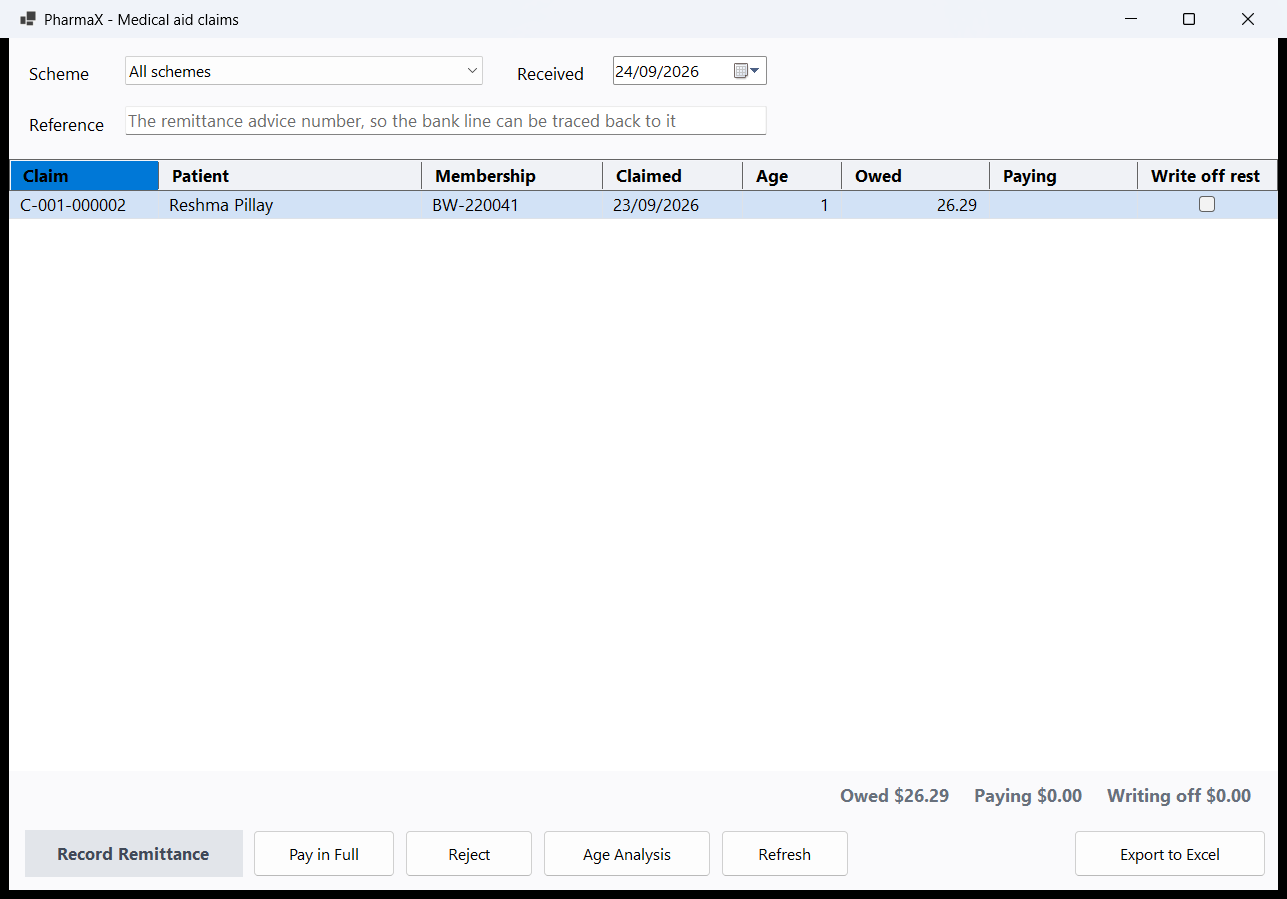 PharmaX - Medical aid claims
Scheme All schemes Received 24/09/2026
Reference The remittance advice number, so the bank line can be traced back to it
Claim Patient Membership Claimed Age Owed Paying Write off rest
C-001-000002 Reshma Pillay BW-220041 23/09/2026 1 26.29
Owed $26.29 Paying $0.00 Writing off $0.00
Record Remittance Pay in Full Reject Age Analysis Refresh Export to Excel